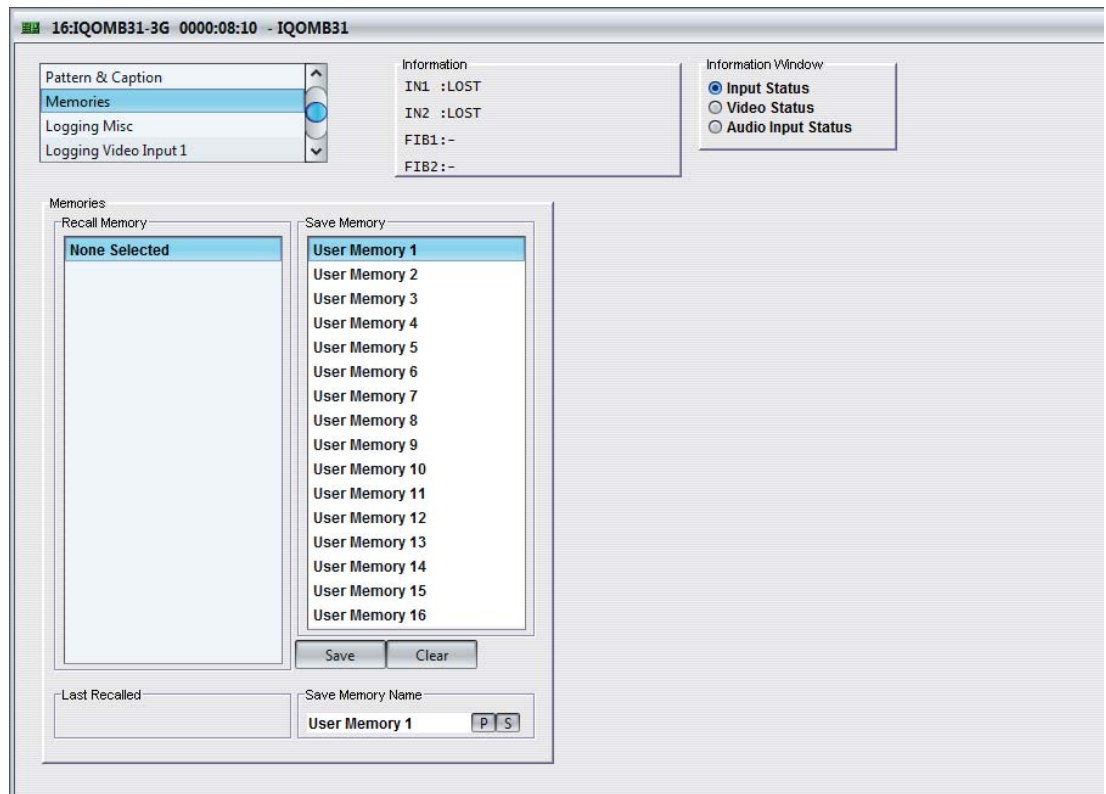 16:IQOMB31-3G 0000:08:10 - IQOMB31
Pattern & Caption
Memories
Logging Misc
Logging Video Input 1
Information
IN1 :LOST
IN2 :LOST
FIB1:-
FIB2:-
Information Window
Input Status
Video Status
Audio Input Status
Memories
Recall Memory
None Selected
Save Memory
User Memory 1
User Memory 2
User Memory 3
User Memory 4
User Memory 5
User Memory 6
User Memory 7
User Memory 8
User Memory 9
User Memory 10
User Memory 11
User Memory 12
User Memory 13
User Memory 14
User Memory 15
User Memory 16
Save Clear
Last Recalled
Save Memory Name
User Memory 1 P S